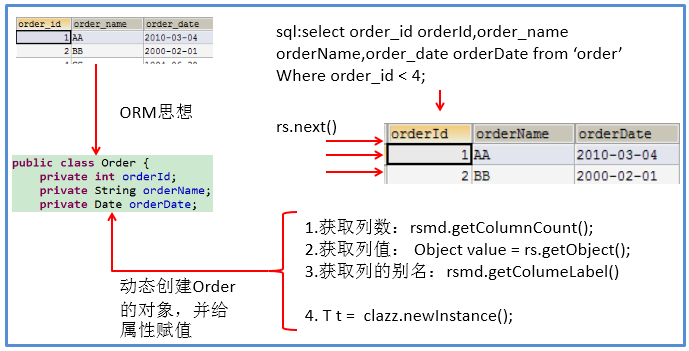 order_id order_name order_date
1 AA 2010-03-04
2 BB 2000-02-01
ORM思想
public class Order {
private int orderId;
private String orderName;
private Date orderDate;
动态创建Order
的对象，并给
属性赋值
sql:select order_id orderId,order_name
orderName,order_date orderDate from ‘order’
Where order_id < 4;
rs.next()
orderId orderName orderDate
1 AA 2010-03-04
2 BB 2000-02-01
1.获取列数：rsmd.getColumnCount();
2.获取列值： Object value = rs.getObject();
3.获取列的别名：rsmd.getColumeLabel()
4. T t = clazz.newInstance();